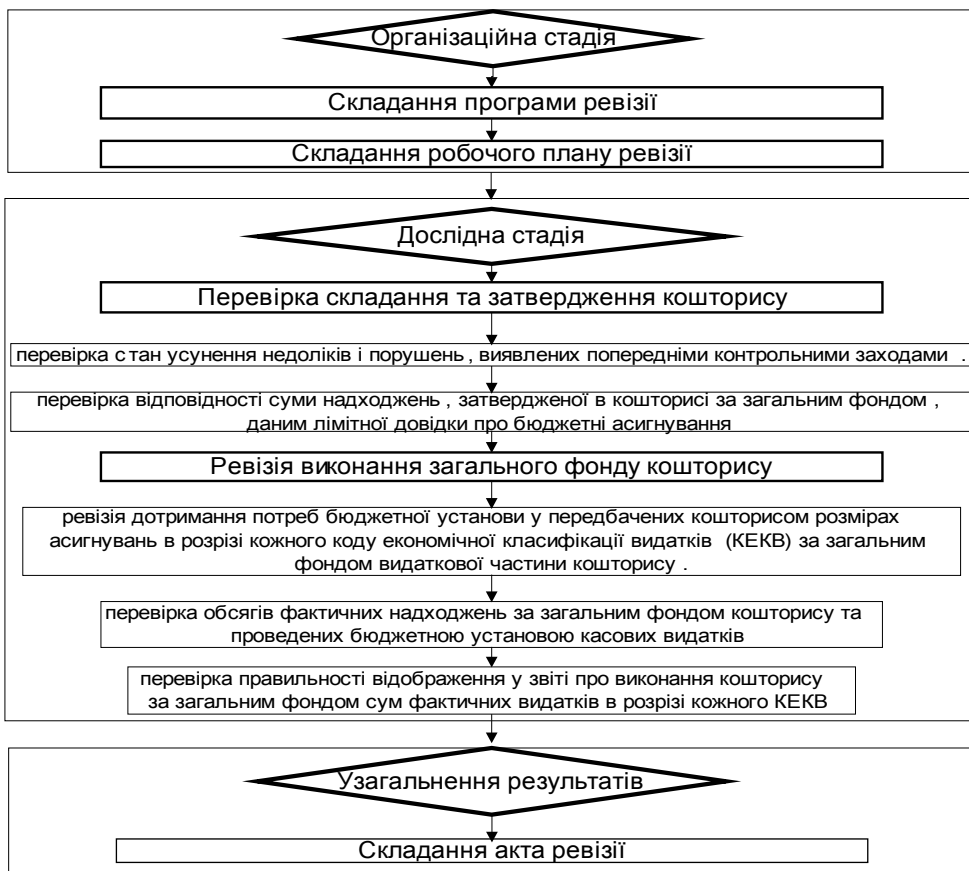 Організаційна стадія
Складання програми ревізії
Складання робочого плану ревізії
Дослідна стадія
Перевірка складання та затвердження кошторису
перевірка стан усунення недоліків і порушень , виявлених попередніми контрольними заходами .
перевірка відповідності суми надходжень , затвердженої в кошторисі за загальним фондом ,
даним лімітної довідки про бюджетні асигнування
Ревізія виконання загального фонду кошторису
ревізія дотримання потреб бюджетної установи у передбачених кошторисом розмірах
асигнувань в розрізі кожного коду економічної класифікації видатків (КЕКВ) за загальним
фондом видаткової частини кошторису .
перевірка обсягів фактичних надходжень за загальним фондом кошторису та
проведених бюджетною установою касових видатків
перевірка правильності відображення у звіті про виконання кошторису
за загальним фондом сум фактичних видатків в розрізі кожного КЕКВ
Узагальнення результатів
Складання акта ревізії